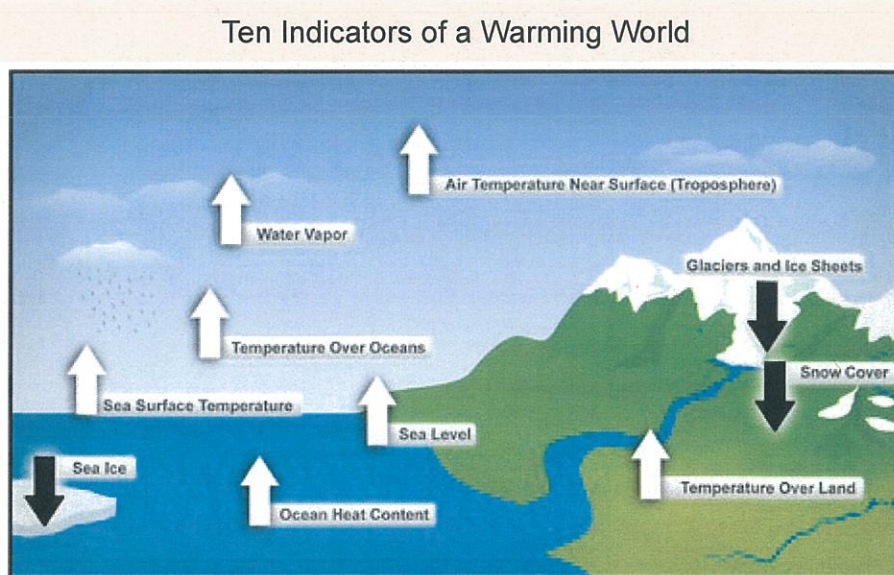 Ten Indicators of a Warming World
Air Temperature Near Surface (Troposphere)
Water Vapor
Glaciers and Ice Sheets
Temperature Over Oceans
Snow Cover
Sea Surface Temperature
Sea Level
Sea Ice
Temperature Over Land
Ocean Heat Content